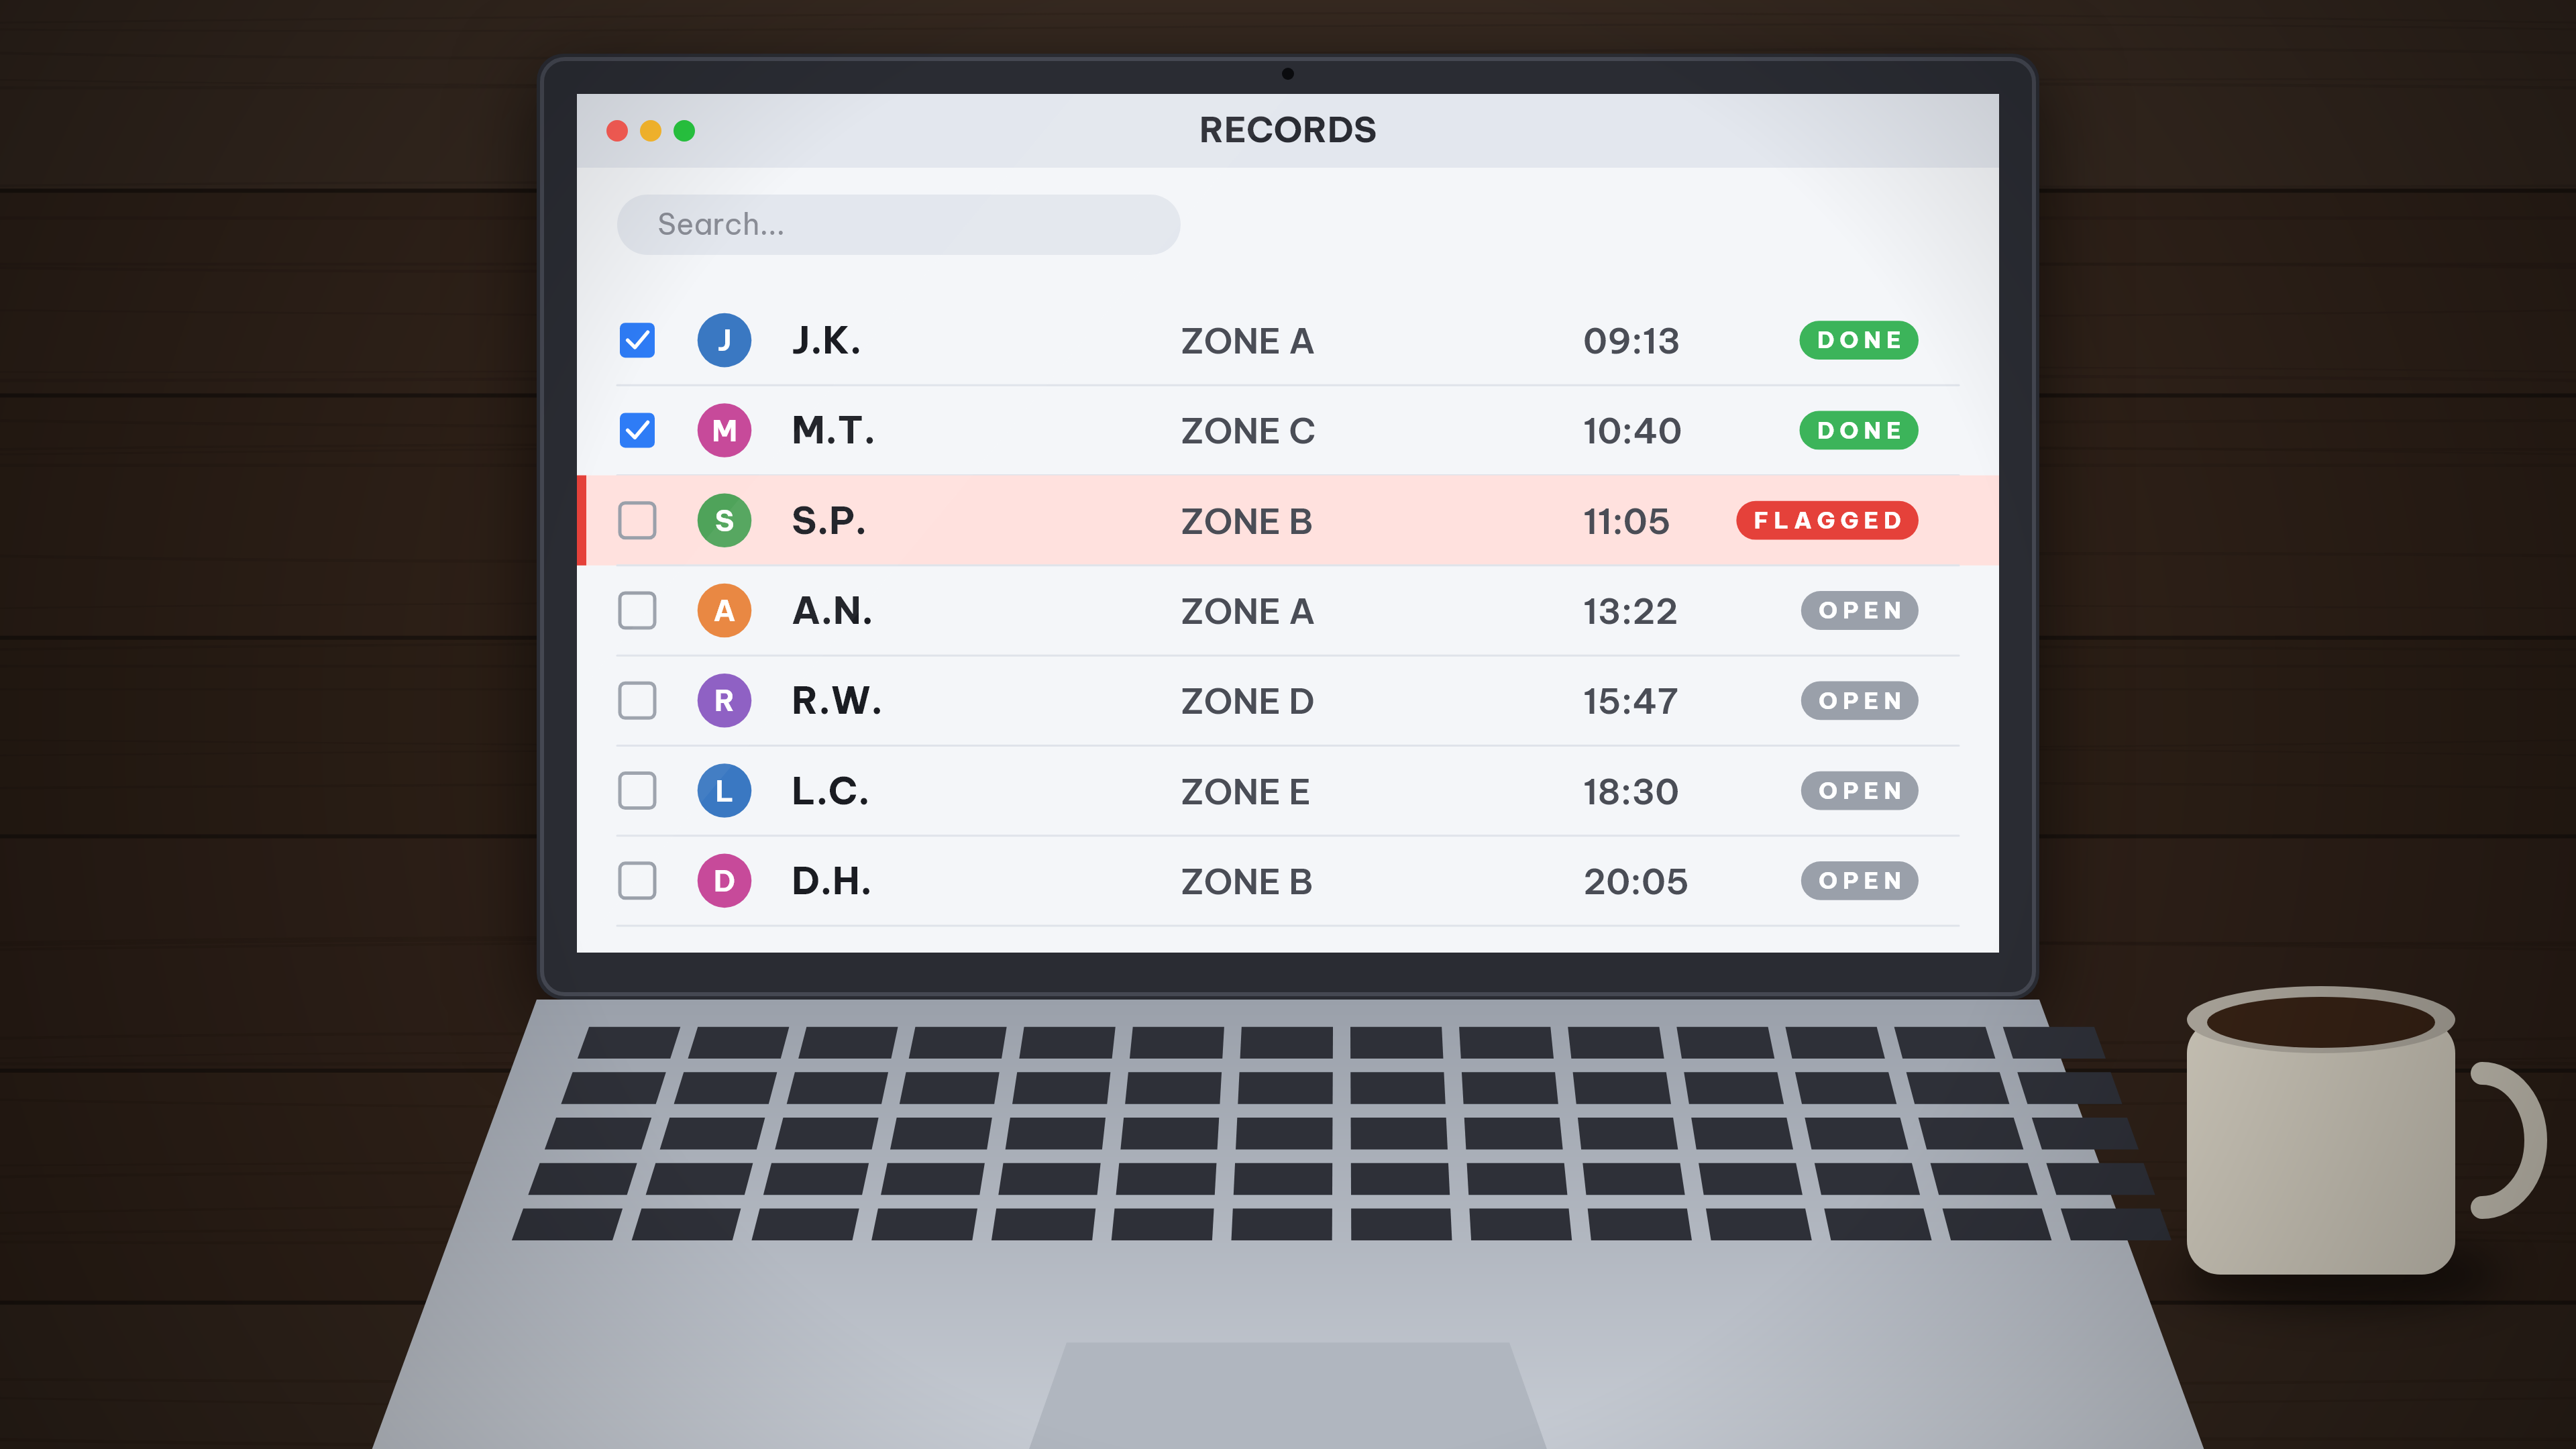 RECORDS
Search...
J J.K. ZONE A 09:13 DONE
M M.T. ZONE C 10:40 DONE
S S.P. ZONE B 11:05 FLAGGED
A A.N. ZONE A 13:22 OPEN
R R.W. ZONE D 15:47 OPEN
L L.C. ZONE E 18:30 OPEN
D D.H. ZONE B 20:05 OPEN